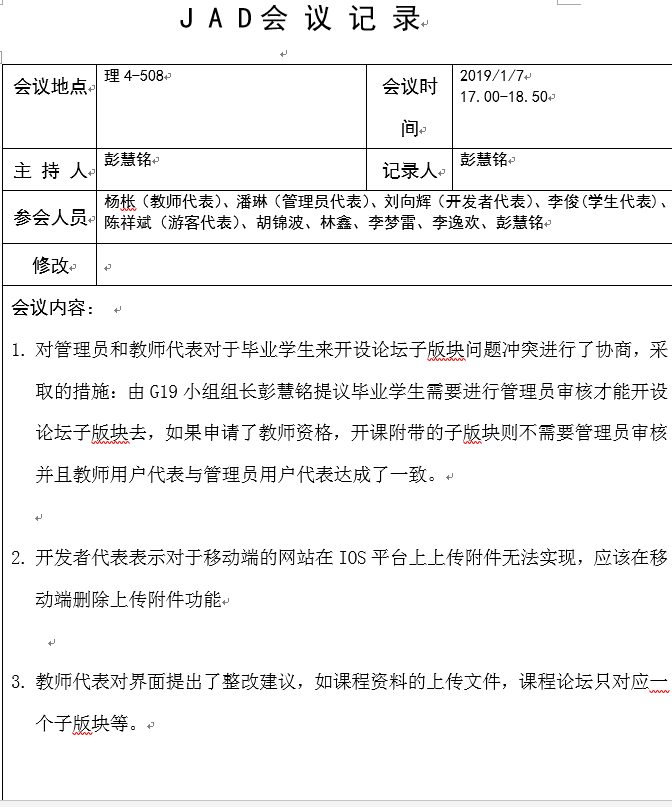 JAD会 议 记 录
会议地点
理4-508
会议时
间
2019/1/7
17.00-18.50
主 持 人
彭慧铭
记录人
彭慧铭
参会人员
杨枨（教师代表）、潘琳（管理员代表）、刘向辉（开发者代表）、李俊(学生代表)、
陈祥斌（游客代表）、胡锦波、林鑫、李梦雷、李逸欢、彭慧铭
修改
会议内容：
1. 对管理员和教师代表对于毕业学生来开设论坛子版块问题冲突进行了协商，采
取的措施：由G19小组组长彭慧铭提议毕业学生需要进行管理员审核才能开设
论坛子版块去，如果申请了教师资格，开课附带的子版块则不需要管理员审核
并且教师用户代表与管理员用户代表达成了一致。
2. 开发者代表表示对于移动端的网站在IOS平台上上传附件无法实现，应该在移
动端删除上传附件功能
3. 教师代表对界面提出了整改建议，如课程资料的上传文件，课程论坛只对应一
个子版块等。